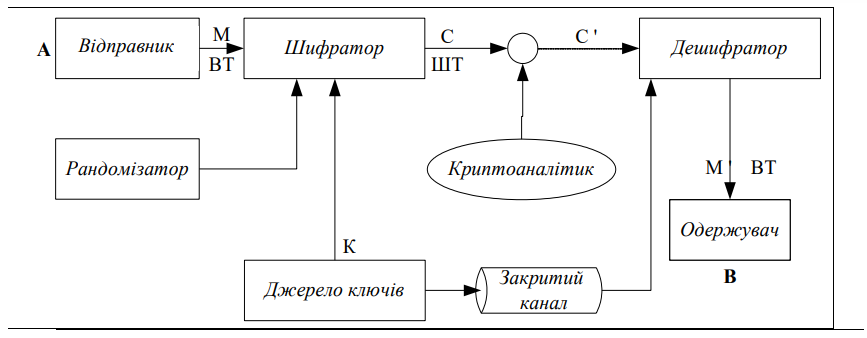 А
Відправник
М
ВТ
Шифратор
С
ШТ
С '
Дешифратор
Рандомізатор
Криптоаналітик
М '
ВТ
Одержувач
В
К
Джерело ключів
Закритий
канал